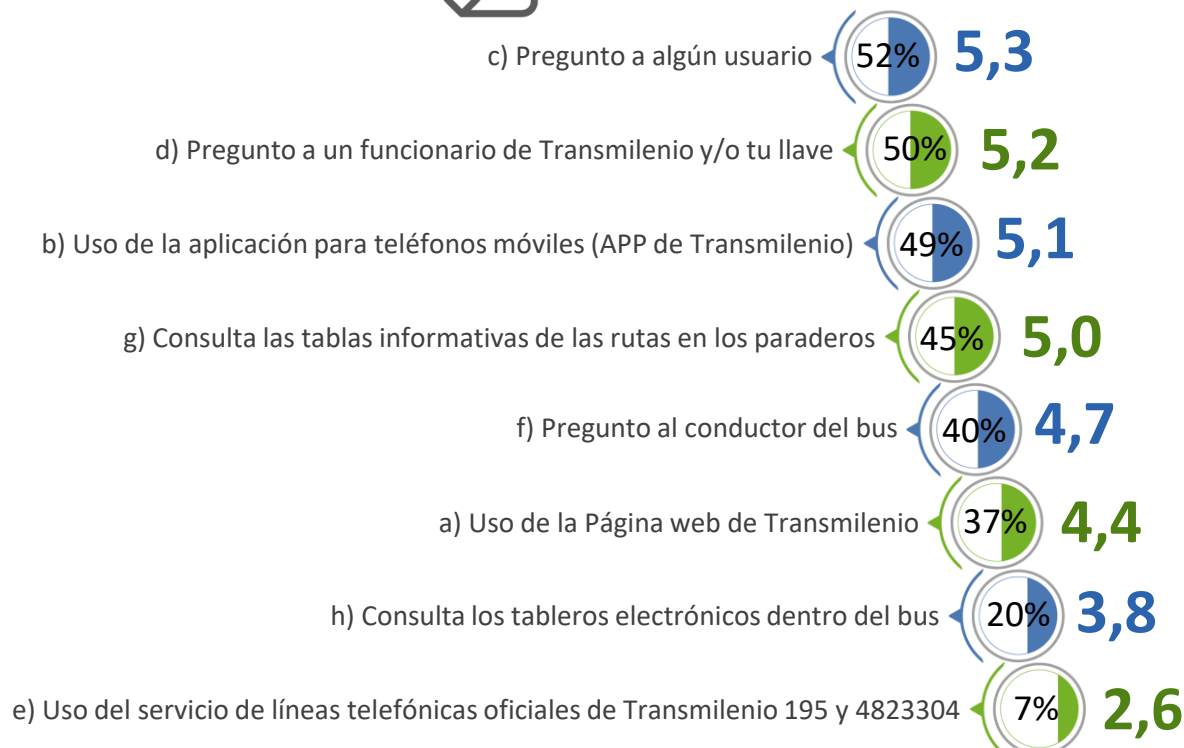 c) Pregunto a algún usuario 52% 5,3
d) Pregunto a un funcionario de Transmilenio y/o tu llave 50% 5,2
b) Uso de la aplicación para teléfonos móviles (APP de Transmilenio) 49% 5,1
g) Consulta las tablas informativas de las rutas en los paraderos 45% 5,0
f) Pregunto al conductor del bus 40% 4,7
a) Uso de la Página web de Transmilenio 37% 4,4
h) Consulta los tableros electrónicos dentro del bus 20% 3,8
e) Uso del servicio de líneas telefónicas oficiales de Transmilenio 195 y 4823304 7% 2,6